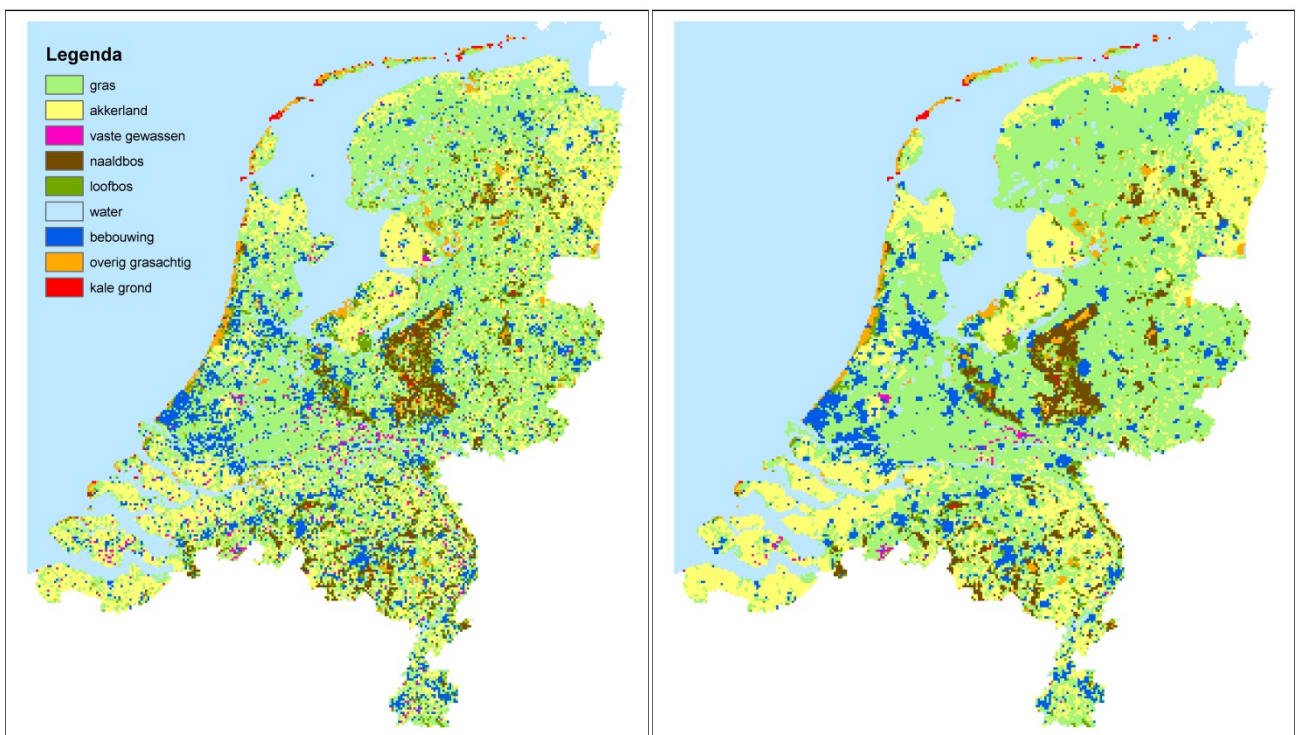 Legenda
gras
akkerland
vaste gewassen
naaldbos
loofbos
water
bebouwing
overig grasachtig
kale grond